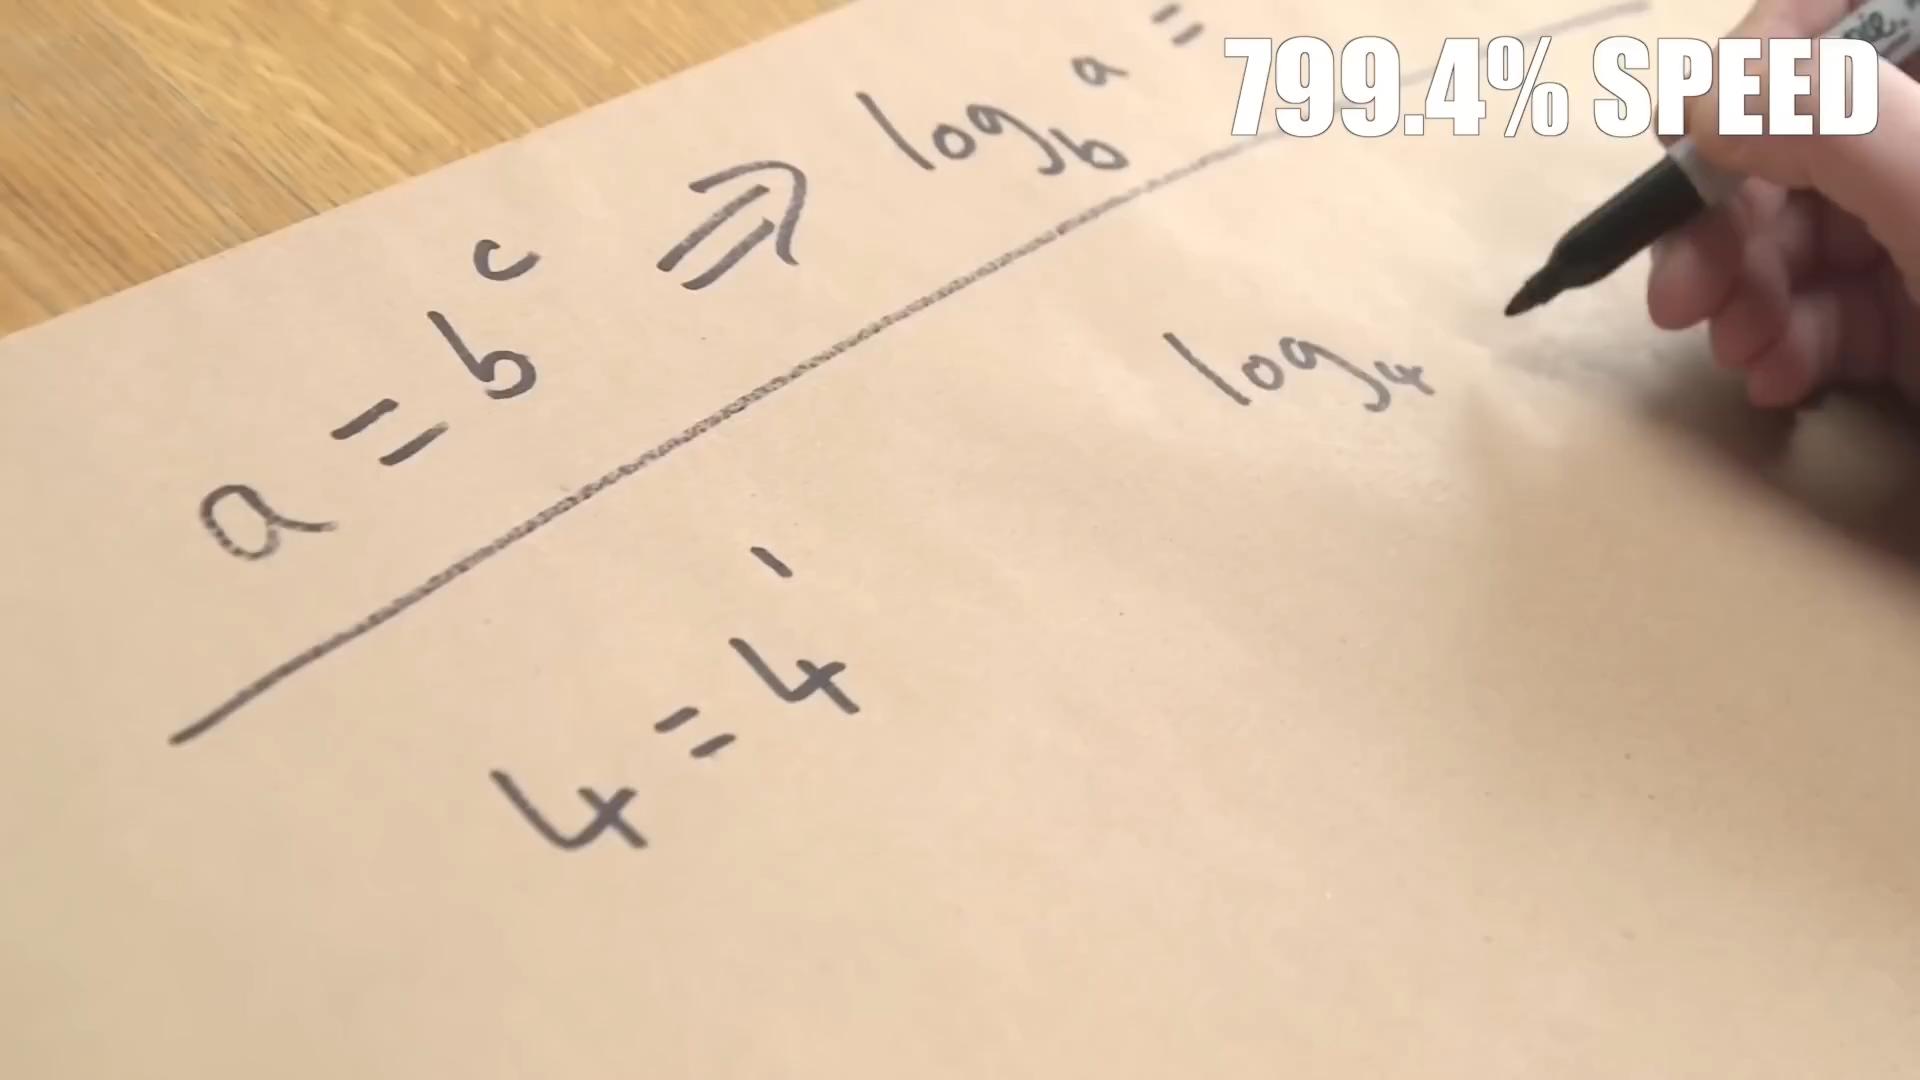 799.4% SPEED
a = b^c ⇒ log_b a =
4 = 4^1
log_4